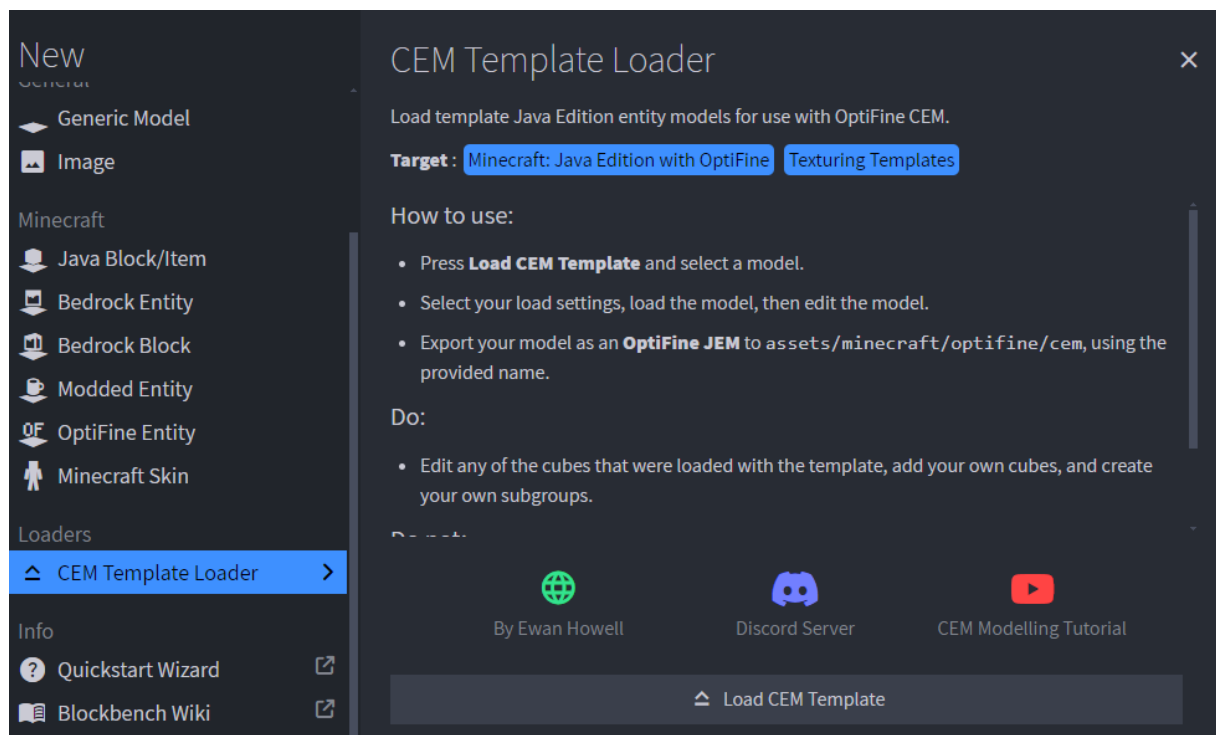 New
General
Generic Model
Image
Minecraft
Java Block/Item
Bedrock Entity
Bedrock Block
Modded Entity
OptiFine Entity
Minecraft Skin
Loaders
CEM Template Loader
Info
Quickstart Wizard
Blockbench Wiki
CEM Template Loader
Load template Java Edition entity models for use with OptiFine CEM.
Target : Minecraft: Java Edition with OptiFine Texturing Templates
How to use:
• Press Load CEM Template and select a model.
• Select your load settings, load the model, then edit the model.
• Export your model as an OptiFine JEM to assets/minecraft/optifine/cem, using the
provided name.
Do:
• Edit any of the cubes that were loaded with the template, add your own cubes, and create
your own subgroups.
Do not:
By Ewan Howell
Discord Server
CEM Modelling Tutorial
Load CEM Template